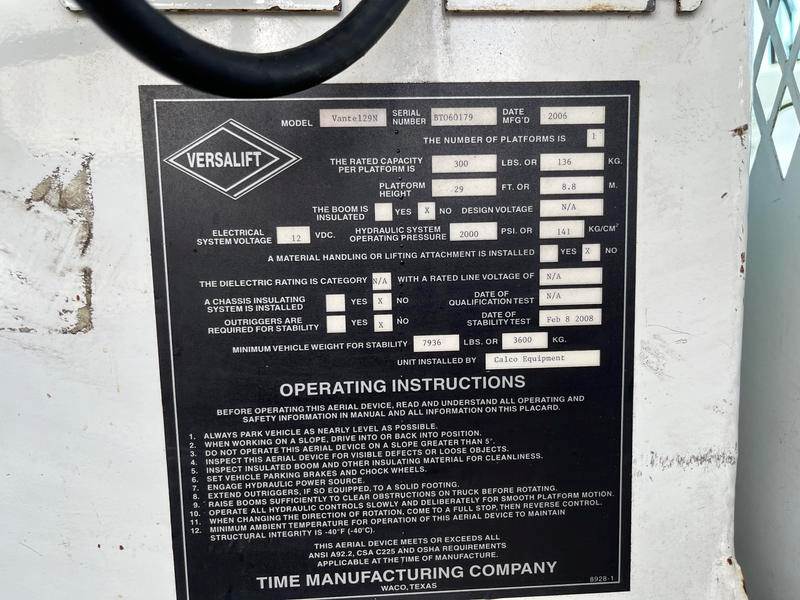 MODEL Vante129N SERIAL NUMBER BT060179 DATE MFG'D 2006
THE NUMBER OF PLATFORMS IS 1
VERSALIFT
THE RATED CAPACITY PER PLATFORM IS 300 LBS. OR 136 KG.
PLATFORM HEIGHT 29 FT. OR 8.8 M.
THE BOOM IS INSULATED YES X NO DESIGN VOLTAGE N/A
ELECTRICAL SYSTEM VOLTAGE 12 VDC. HYDRAULIC SYSTEM OPERATING PRESSURE 2000 PSI. OR 141 KG/CM²
A MATERIAL HANDLING OR LIFTING ATTACHMENT IS INSTALLED YES X NO
THE DIELECTRIC RATING IS CATEGORY N/A WITH A RATED LINE VOLTAGE OF N/A
A CHASSIS INSULATING SYSTEM IS INSTALLED YES X NO DATE OF QUALIFICATION TEST N/A
OUTRIGGERS ARE REQUIRED FOR STABILITY YES X NO DATE OF STABILITY TEST Feb 8 2008
MINIMUM VEHICLE WEIGHT FOR STABILITY 7936 LBS. OR 3600 KG.
UNIT INSTALLED BY Calco Equipment
OPERATING INSTRUCTIONS
BEFORE OPERATING THIS AERIAL DEVICE, READ AND UNDERSTAND ALL OPERATING AND
SAFETY INFORMATION IN MANUAL AND ALL INFORMATION ON THIS PLACARD.
1. ALWAYS PARK VEHICLE AS NEARLY LEVEL AS POSSIBLE.
2. WHEN WORKING ON A SLOPE, DRIVE INTO OR BACK INTO POSITION.
3. DO NOT OPERATE THIS AERIAL DEVICE ON A SLOPE GREATER THAN 5°.
4. INSPECT THIS AERIAL DEVICE FOR VISIBLE DEFECTS OR LOOSE OBJECTS.
5. INSPECT INSULATED BOOM AND OTHER INSULATING MATERIAL FOR CLEANLINESS.
6. SET VEHICLE PARKING BRAKES AND CHOCK WHEELS.
7. ENGAGE HYDRAULIC POWER SOURCE.
8. EXTEND OUTRIGGERS, IF SO EQUIPPED, TO A SOLID FOOTING.
9. RAISE BOOMS SUFFICIENTLY TO CLEAR OBSTRUCTIONS ON TRUCK BEFORE ROTATING.
10. OPERATE ALL HYDRAULIC CONTROLS SLOWLY AND DELIBERATELY FOR SMOOTH PLATFORM MOTION.
11. WHEN CHANGING THE DIRECTION OF ROTATION, COME TO A FULL STOP, THEN REVERSE CONTROL.
12. MINIMUM AMBIENT TEMPERATURE FOR OPERATION OF THIS AERIAL DEVICE TO MAINTAIN
STRUCTURAL INTEGRITY IS -40°F (-40°C).
THIS AERIAL DEVICE MEETS OR EXCEEDS ALL
ANSI A92.2, CSA C225 AND OSHA REQUIREMENTS
APPLICABLE AT THE TIME OF MANUFACTURE.
TIME MANUFACTURING COMPANY
WACO, TEXAS
8928-1